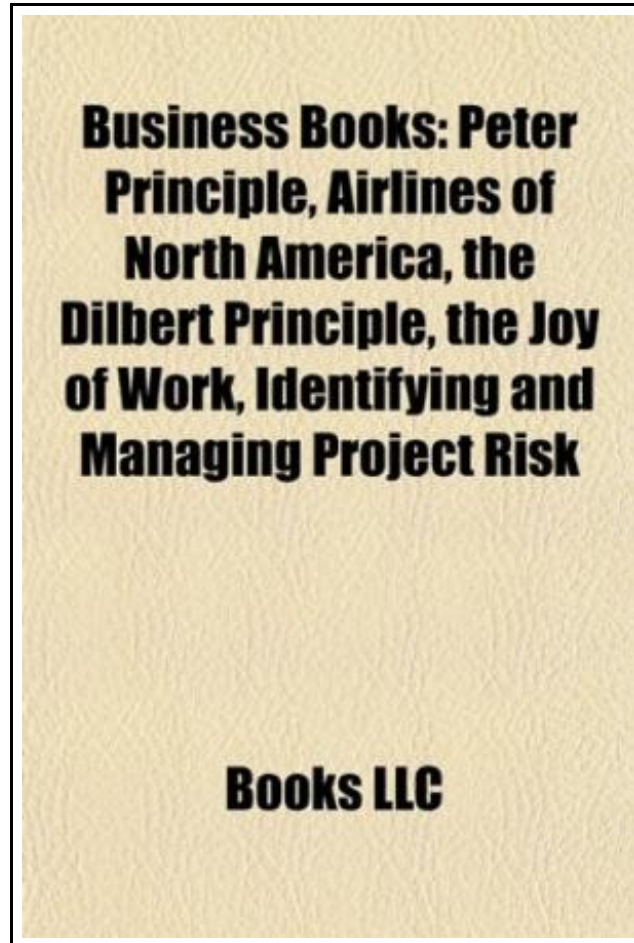 Business Books: Peter
Principle, Airlines of
North America, the
Dilbert Principle, the Joy
of Work, Identifying and
Managing Project Risk
Books LLC